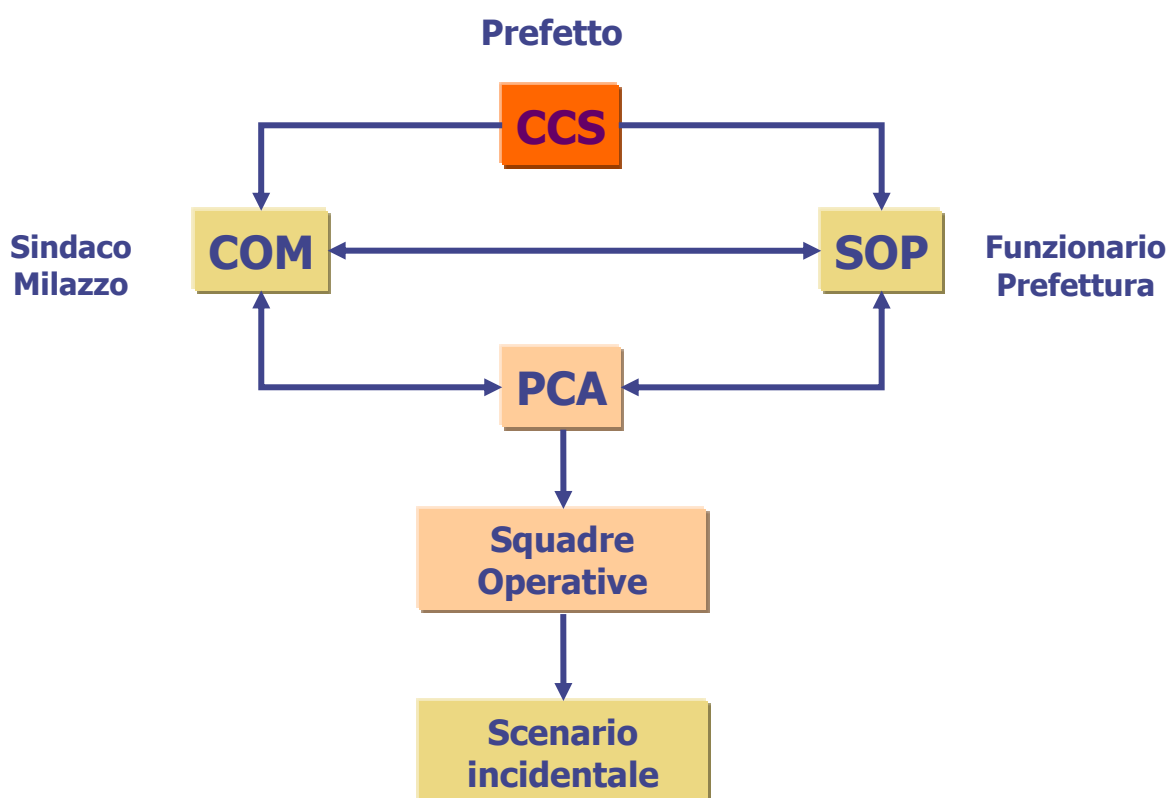 Prefetto
CCS
Sindaco
Milazzo
COM
SOP
Funzionario
Prefettura
PCA
Squadre
Operative
Scenario
incidentale